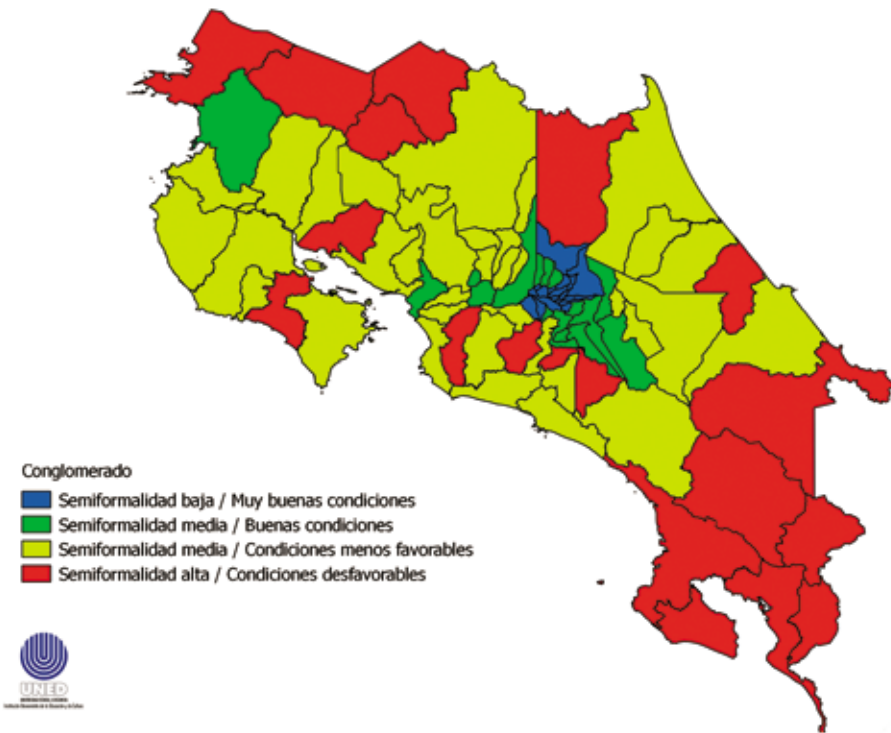 Conglomerado
Semiformalidad baja / Muy buenas condiciones
Semiformalidad media / Buenas condiciones
Semiformalidad media / Condiciones menos favorables
Semiformalidad alta / Condiciones desfavorables
UNED